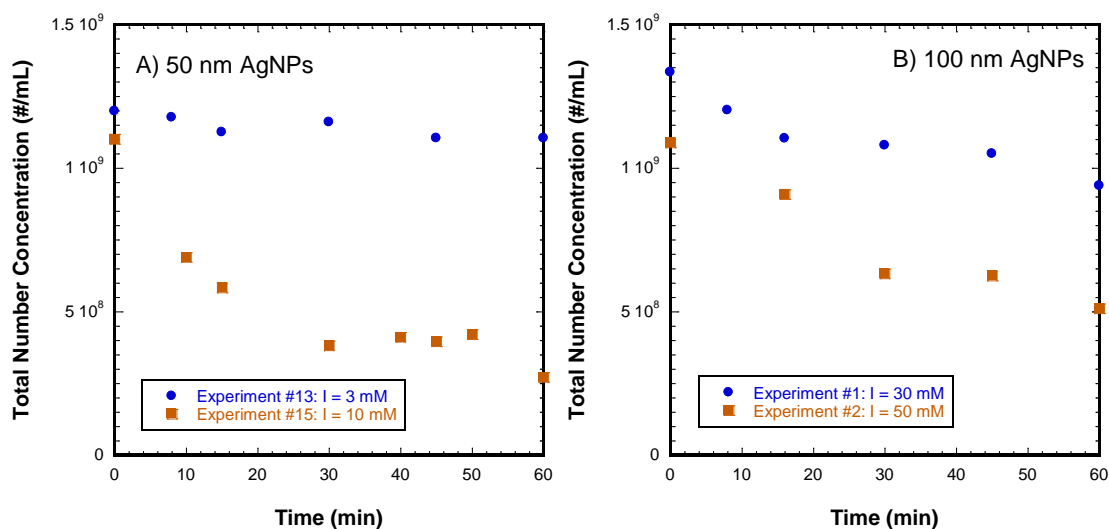 A) 50 nm AgNPs
Total Number Concentration (#/mL)
1.5 10⁹
1 10⁹
5 10⁸
0
Experiment #13: I = 3 mM
Experiment #15: I = 10 mM
0 10 20 30 40 50 60
Time (min)
B) 100 nm AgNPs
Total Number Concentration (#/mL)
1.5 10⁹
1 10⁹
5 10⁸
0
Experiment #1: I = 30 mM
Experiment #2: I = 50 mM
0 10 20 30 40 50 60
Time (min)